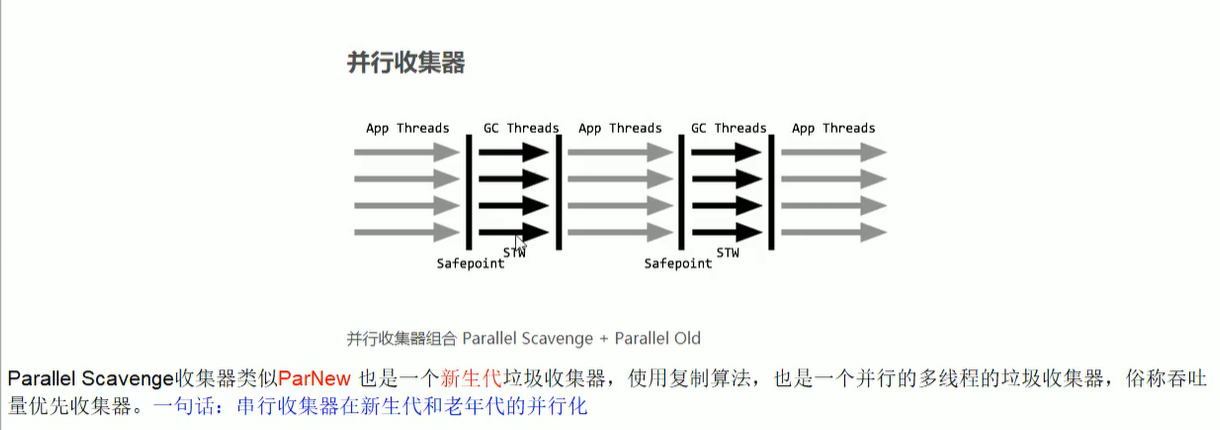 并行收集器
App Threads GC Threads App Threads GC Threads App Threads
STW STW
Safepoint Safepoint
并行收集器组合 Parallel Scavenge + Parallel Old
Parallel Scavenge收集器类似ParNew 也是一个新生代垃圾收集器，使用复制算法，也是一个并行的多线程的垃圾收集器，俗称吞吐
量优先收集器。一句话：串行收集器在新生代和老年代的并行化